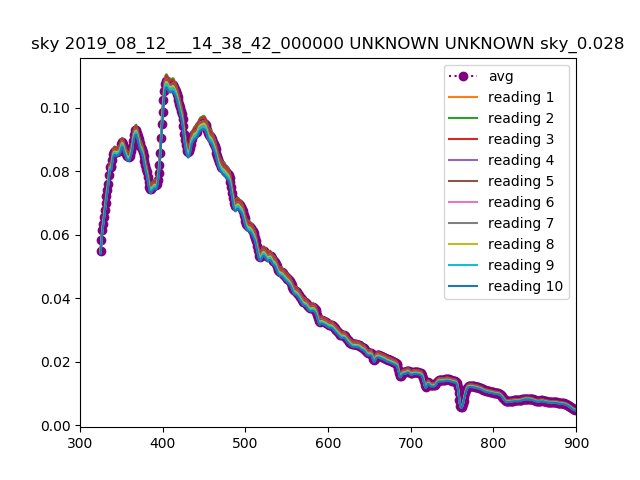 sky 2019_08_12___14_38_42_000000 UNKNOWN UNKNOWN sky_0.028
avg
reading 1
reading 2
reading 3
reading 4
reading 5
reading 6
reading 7
reading 8
reading 9
reading 10
0.10
0.08
0.06
0.04
0.02
0.00
300 400 500 600 700 800 900